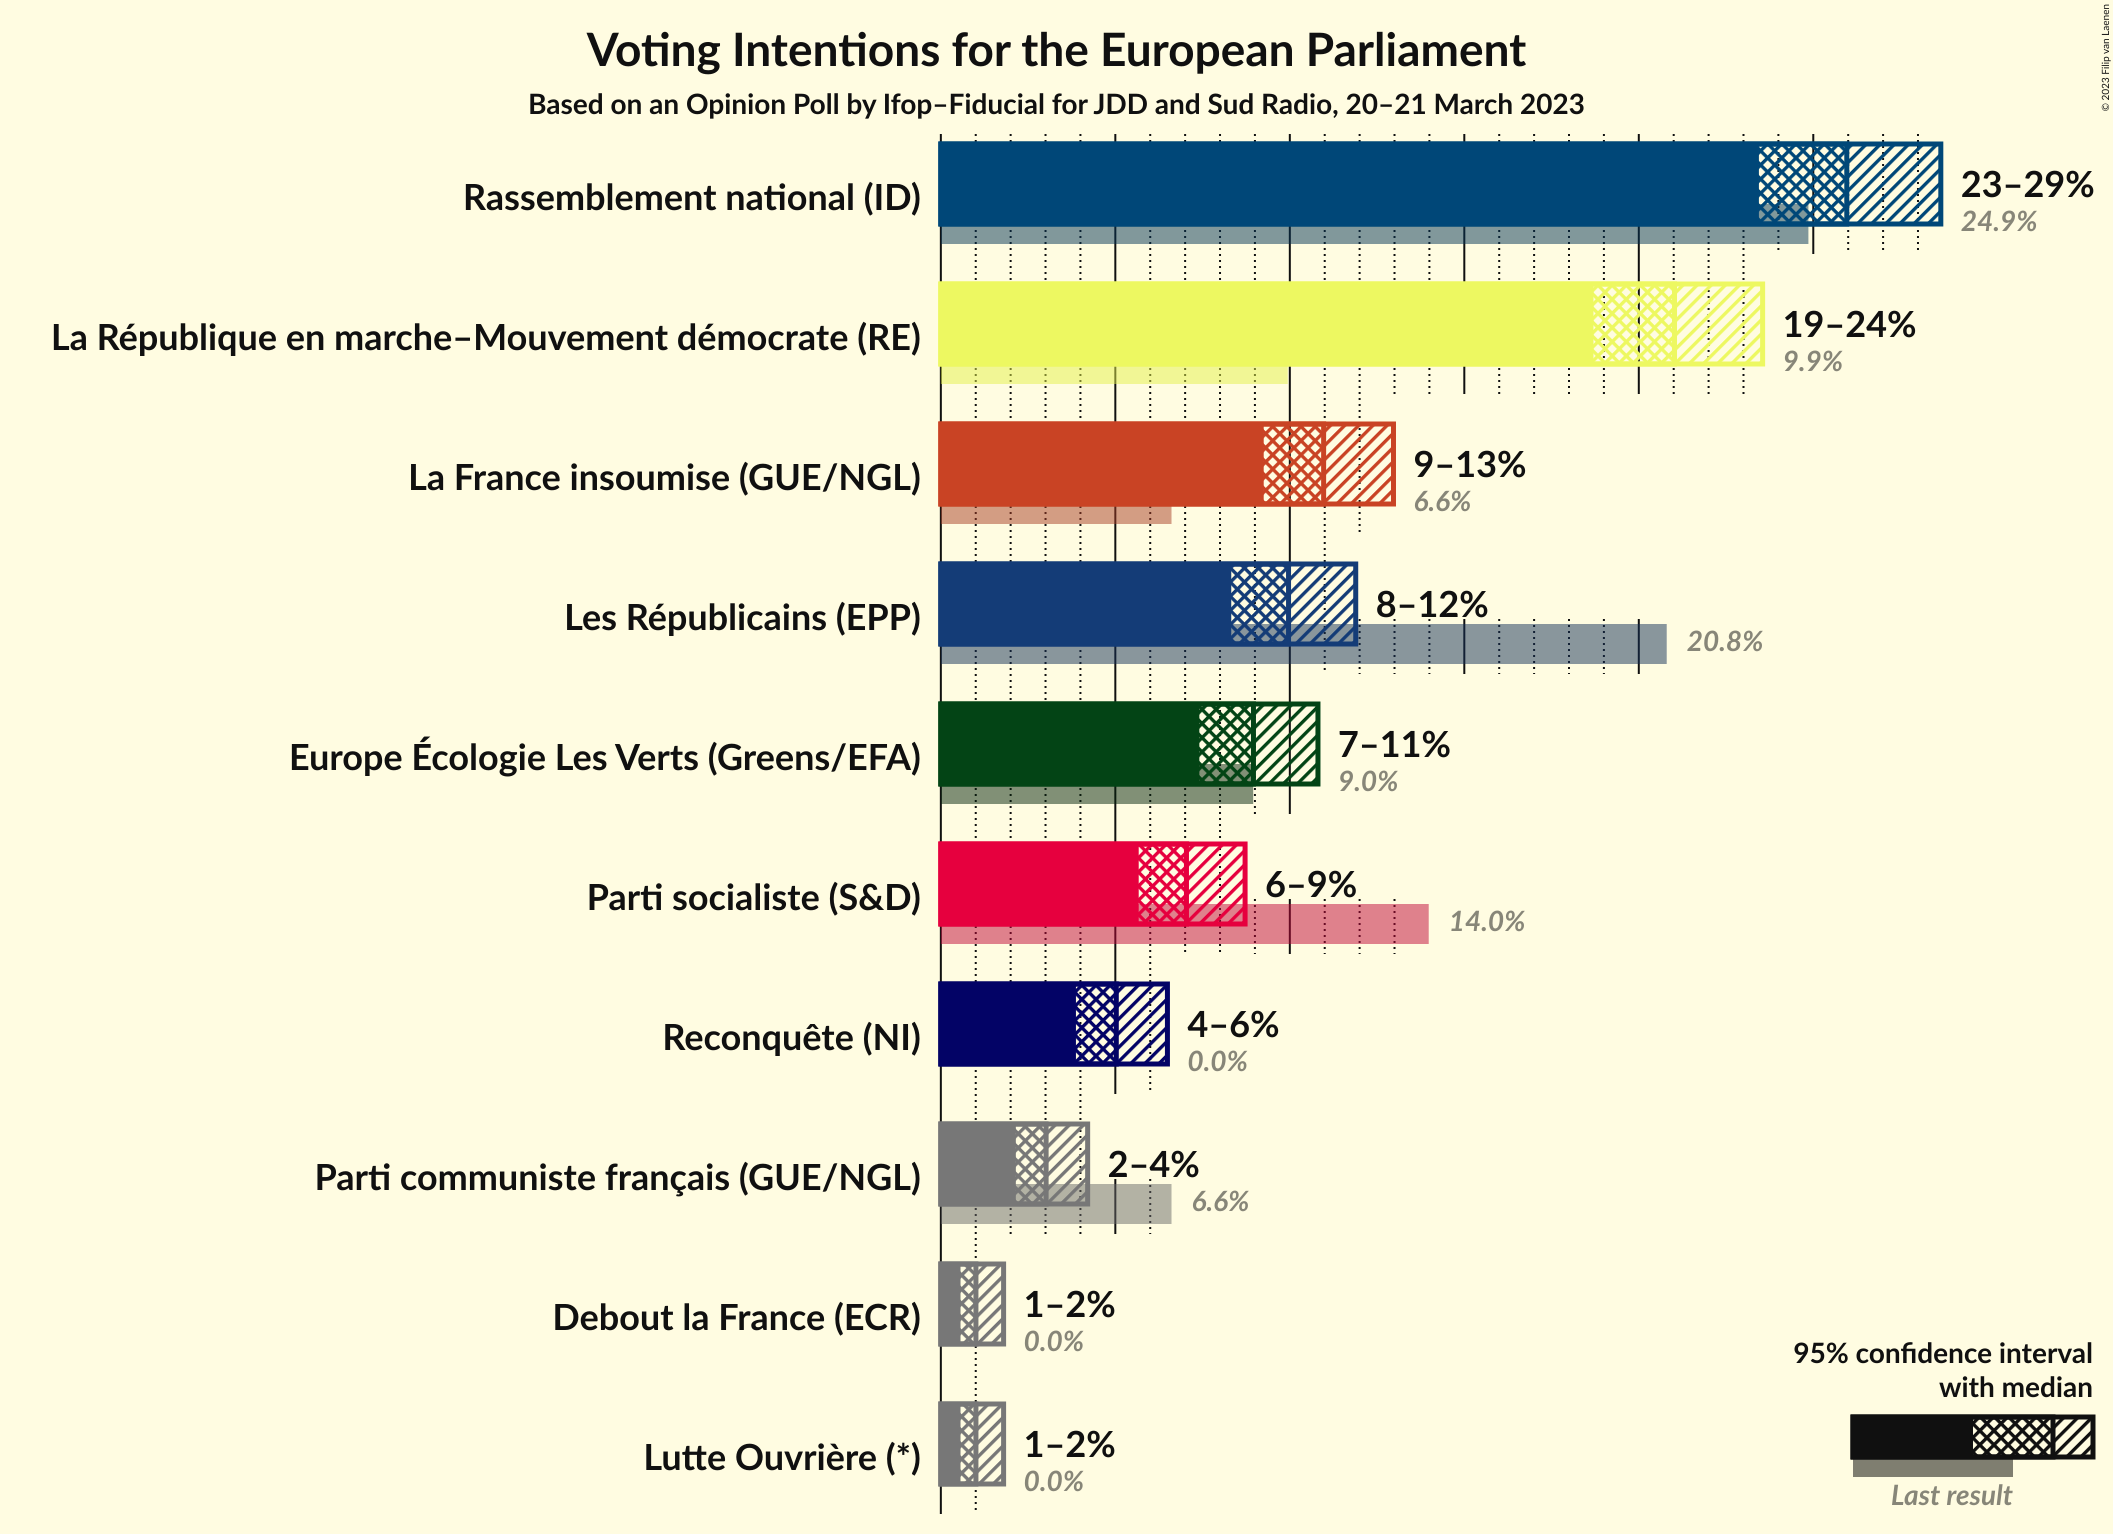 Voting Intentions for the European Parliament
Based on an Opinion Poll by Ifop–Fiducial for JDD and Sud Radio, 20–21 March 2023
© 2023 Filip van Laenen
Rassemblement national (ID)
23–29%
24.9%
La République en marche–Mouvement démocrate (RE)
19–24%
9.9%
La France insoumise (GUE/NGL)
9–13%
6.6%
Les Républicains (EPP)
8–12%
20.8%
Europe Écologie Les Verts (Greens/EFA)
7–11%
9.0%
Parti socialiste (S&D)
6–9%
14.0%
Reconquête (NI)
4–6%
0.0%
Parti communiste français (GUE/NGL)
2–4%
6.6%
Debout la France (ECR)
1–2%
0.0%
Lutte Ouvrière (*)
1–2%
0.0%
95% confidence interval
with median
Last result